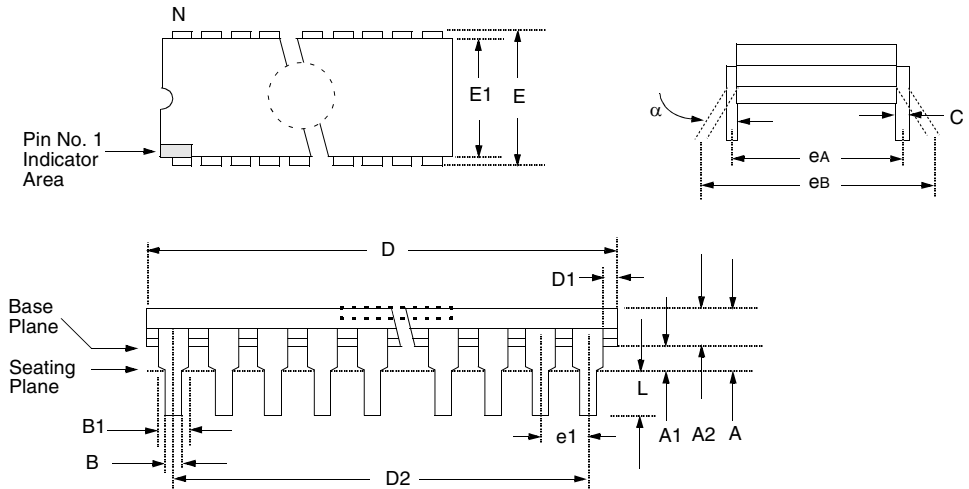 N
E1
E
Pin No. 1
Indicator
Area
α
C
eA
eB
D
D1
Base
Plane
Seating
Plane
L
B1
e1
A1
A2
A
B
D2